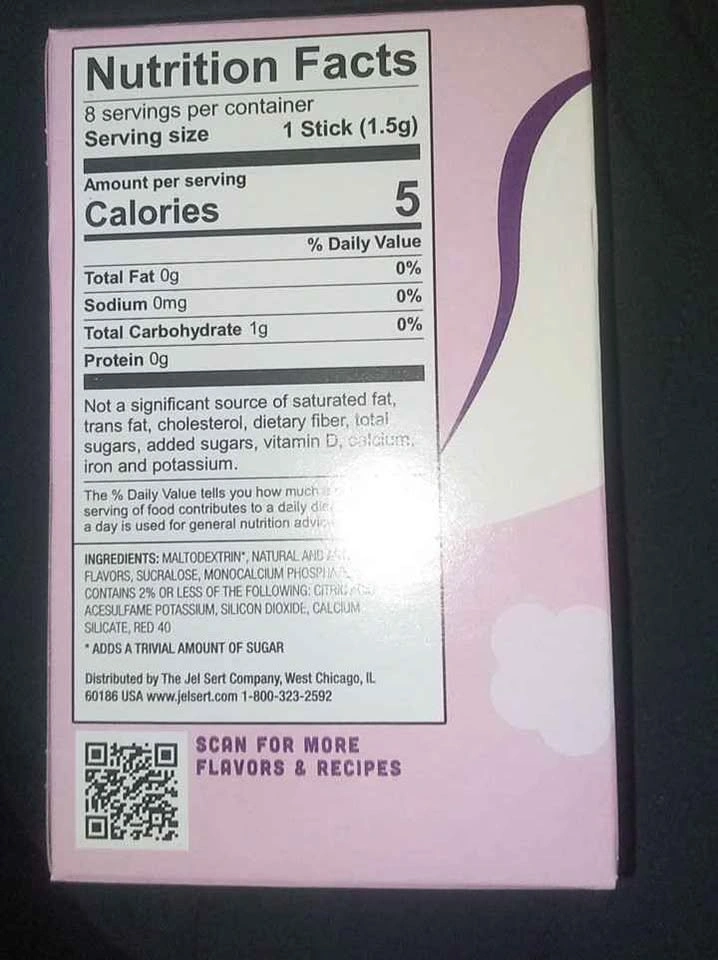 Nutrition Facts
8 servings per container
Serving size 1 Stick (1.5g)
Amount per serving
Calories 5
% Daily Value
Total Fat 0g 0%
Sodium 0mg 0%
Total Carbohydrate 1g 0%
Protein 0g
Not a significant source of saturated fat,
trans fat, cholesterol, dietary fiber, total
sugars, added sugars, vitamin D, calcium,
iron and potassium.
The % Daily Value tells you how much
serving of food contributes to a daily
a day is used for general nutrition
INGREDIENTS: MALTODEXTRIN*, NATURAL AND
FLAVORS, SUCRALOSE, MONOCALCIUM
CONTAINS 2% OR LESS OF THE FOLLOWING: CITRIC
ACESULFAME POTASSIUM, SILICON DIOXIDE, CALCIUM
SILICATE, RED 40
* ADDS A TRIVIAL AMOUNT OF SUGAR
Distributed by The Jel Sert Company, West Chicago, IL
60186 USA www.jelsert.com 1-800-323-2592
SCAN FOR MORE
FLAVORS & RECIPES